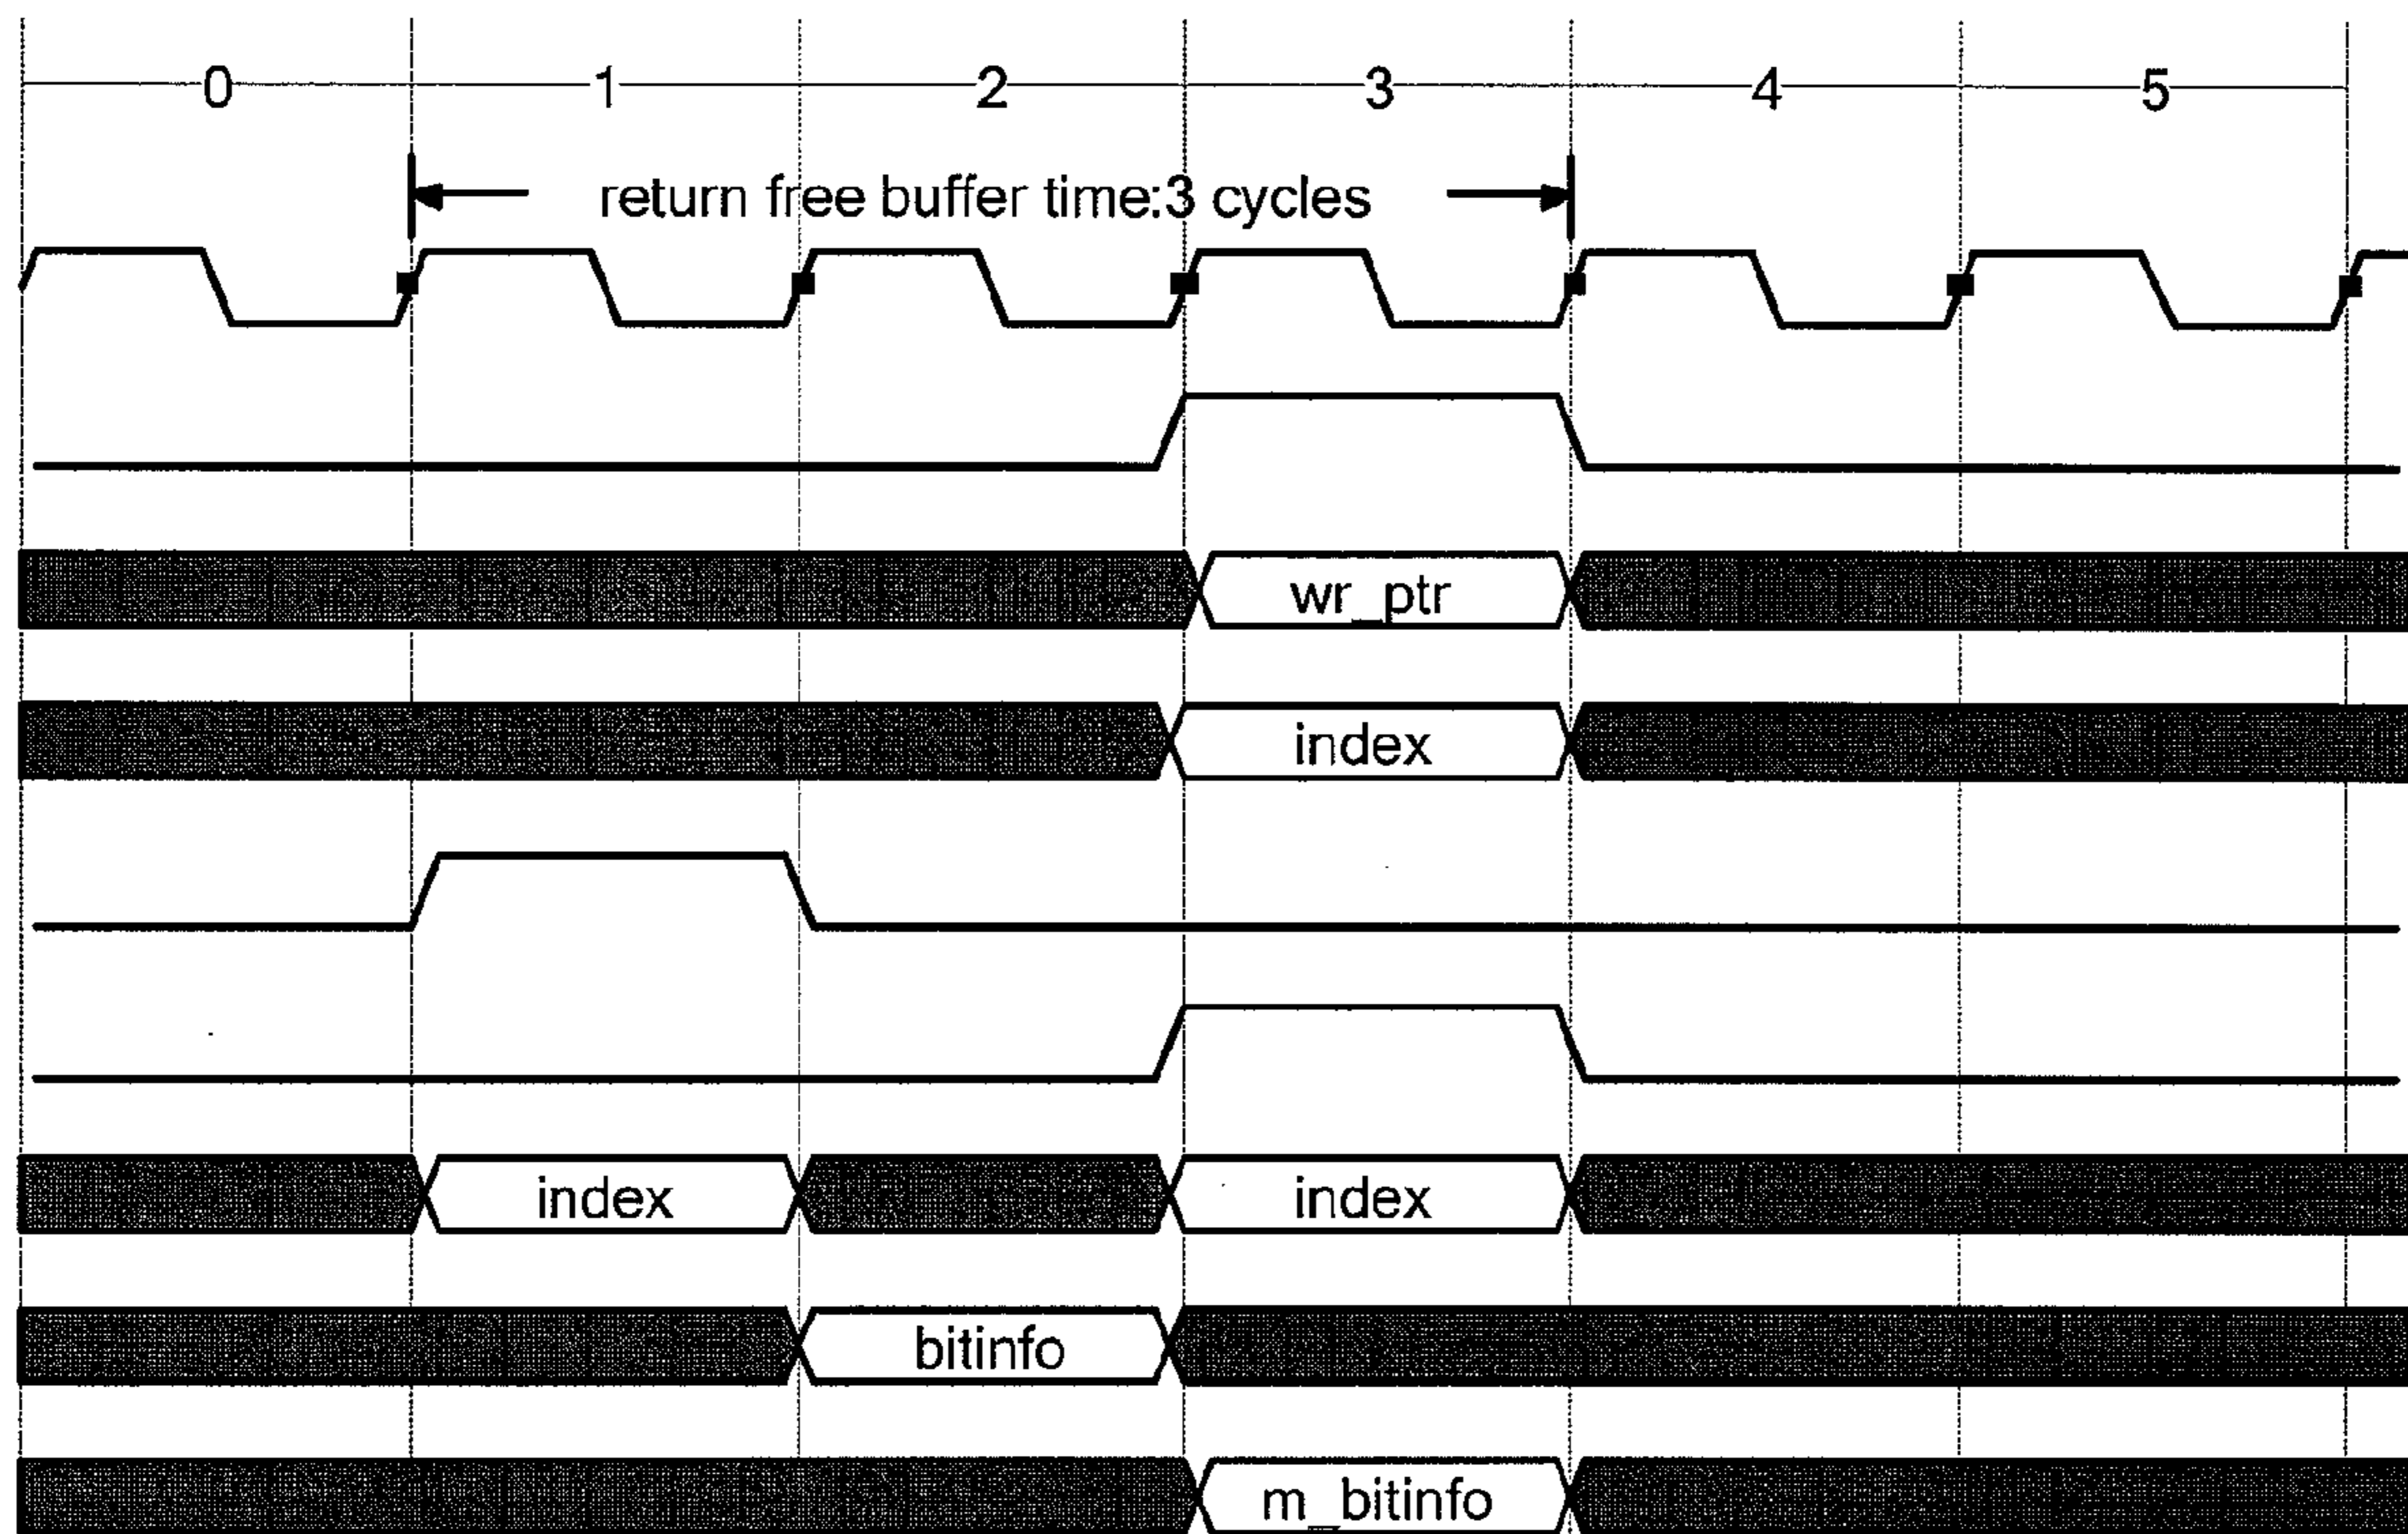 0 1 2 3 4 5
return free buffer time:3 cycles
wr_ptr
index
index index
bitinfo
m_bitinfo